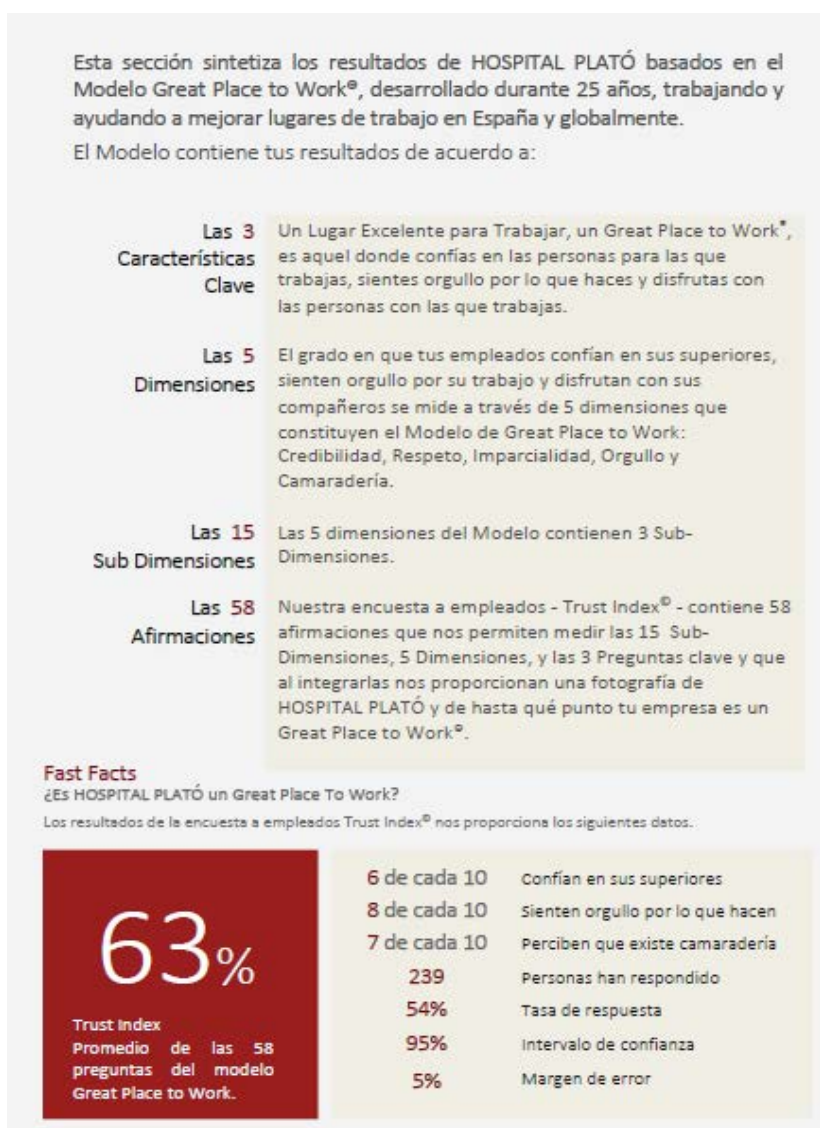 Esta sección sintetiza los resultados de HOSPITAL PLATÓ basados en el
Modelo Great Place to Work®, desarrollado durante 25 años, trabajando y
ayudando a mejorar lugares de trabajo en España y globalmente.
El Modelo contiene tus resultados de acuerdo a:
Las 3
Características
Clave
Un Lugar Excelente para Trabajar, un Great Place to Work®,
es aquel donde confías en las personas para las que
trabajas, sientes orgullo por lo que haces y disfrutas con
las personas con las que trabajas.
Las 5
Dimensiones
El grado en que tus empleados confían en sus superiores,
sienten orgullo por su trabajo y disfrutan con sus
compañeros se mide a través de 5 dimensiones que
constituyen el Modelo de Great Place to Work:
Credibilidad, Respeto, Imparcialidad, Orgullo y
Camaradería.
Las 15
Sub Dimensiones
Las 5 dimensiones del Modelo contienen 3 Sub-
Dimensiones.
Las 58
Afirmaciones
Nuestra encuesta a empleados - Trust Index© - contiene 58
afirmaciones que nos permiten medir las 15 Sub-
Dimensiones, 5 Dimensiones, y las 3 Preguntas clave y que
al integrarlas nos proporcionan una fotografía de
HOSPITAL PLATÓ y de hasta qué punto tu empresa es un
Great Place to Work®.
Fast Facts
¿Es HOSPITAL PLATÓ un Great Place To Work?
Los resultados de la encuesta a empleados Trust Index© nos proporciona los siguientes datos.
63%
Trust Index
Promedio de las 58
preguntas del modelo
Great Place to Work.
6 de cada 10 Confían en sus superiores
8 de cada 10 Sienten orgullo por lo que hacen
7 de cada 10 Perciben que existe camaradería
239 Personas han respondido
54% Tasa de respuesta
95% Intervalo de confianza
5% Margen de error